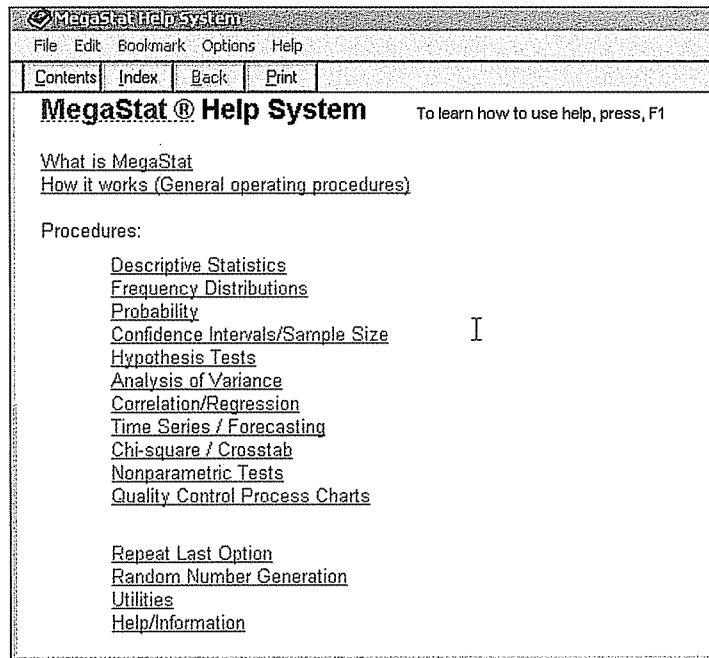 MegaStat Help System
File Edit Bookmark Options Help
Contents Index Back Print
MegaStat ® Help System To learn how to use help, press, F1
What is MegaStat
How it works (General operating procedures)
Procedures:
Descriptive Statistics
Frequency Distributions
Probability
Confidence Intervals/Sample Size
Hypothesis Tests
Analysis of Variance
Correlation/Regression
Time Series / Forecasting
Chi-square / Crosstab
Nonparametric Tests
Quality Control Process Charts
Repeat Last Option
Random Number Generation
Utilities
Help/Information